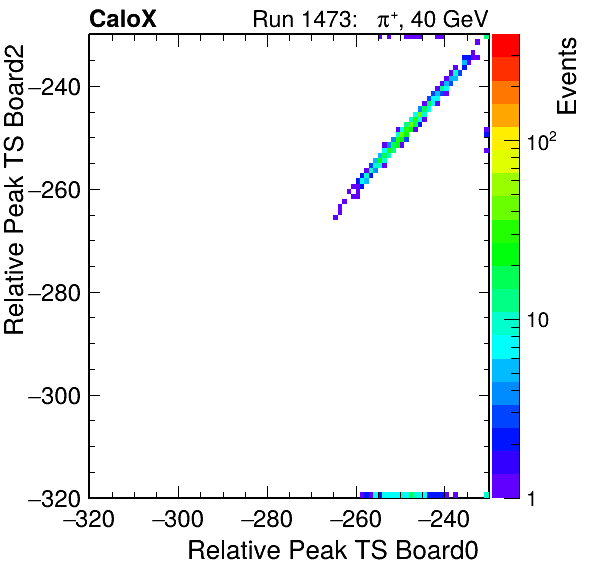 CaloX Run 1473: π⁺, 40 GeV
Events
Relative Peak TS Board2
−240
−260
−280
−300
−320
10²
10
1
−320 −300 −280 −260 −240
Relative Peak TS Board0